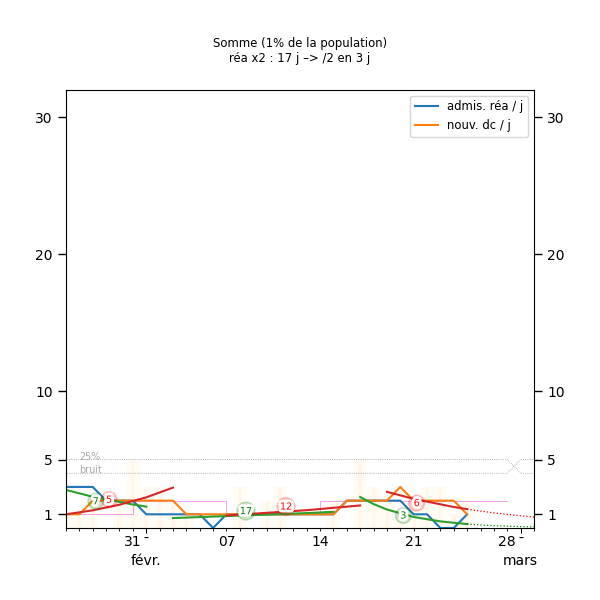 Somme (1% de la population)
réa x2 : 17 j –> /2 en 3 j
admis. réa / j
nouv. dc / j
30 30
20 20
10 10
5 5
1 1
25%
bruit
7 5 17 12 3 6
31 - 07 14 21 28 -
févr. mars